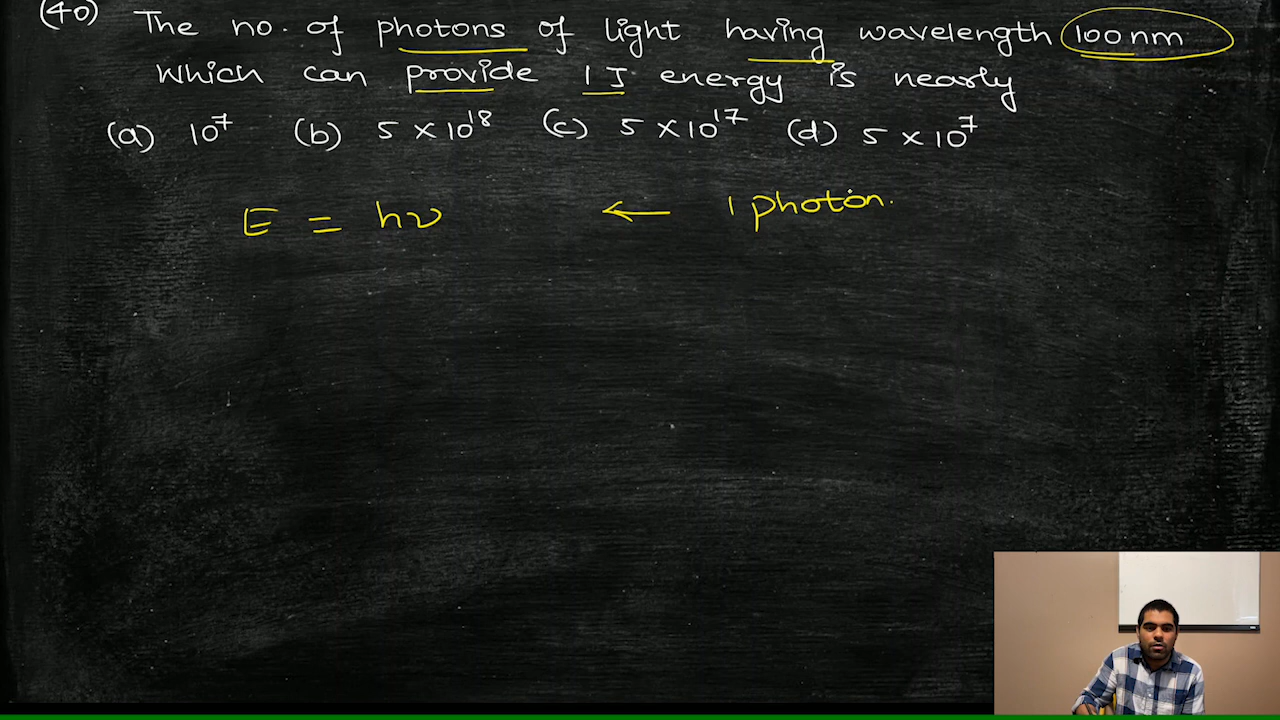 (40) The no. of photons of light having wavelength 100 nm
which can provide 1 J energy is nearly
(a) 10⁷ (b) 5 × 10¹⁸ (c) 5 × 10¹⁷ (d) 5 × 10⁷
E = hν ← 1 photon.